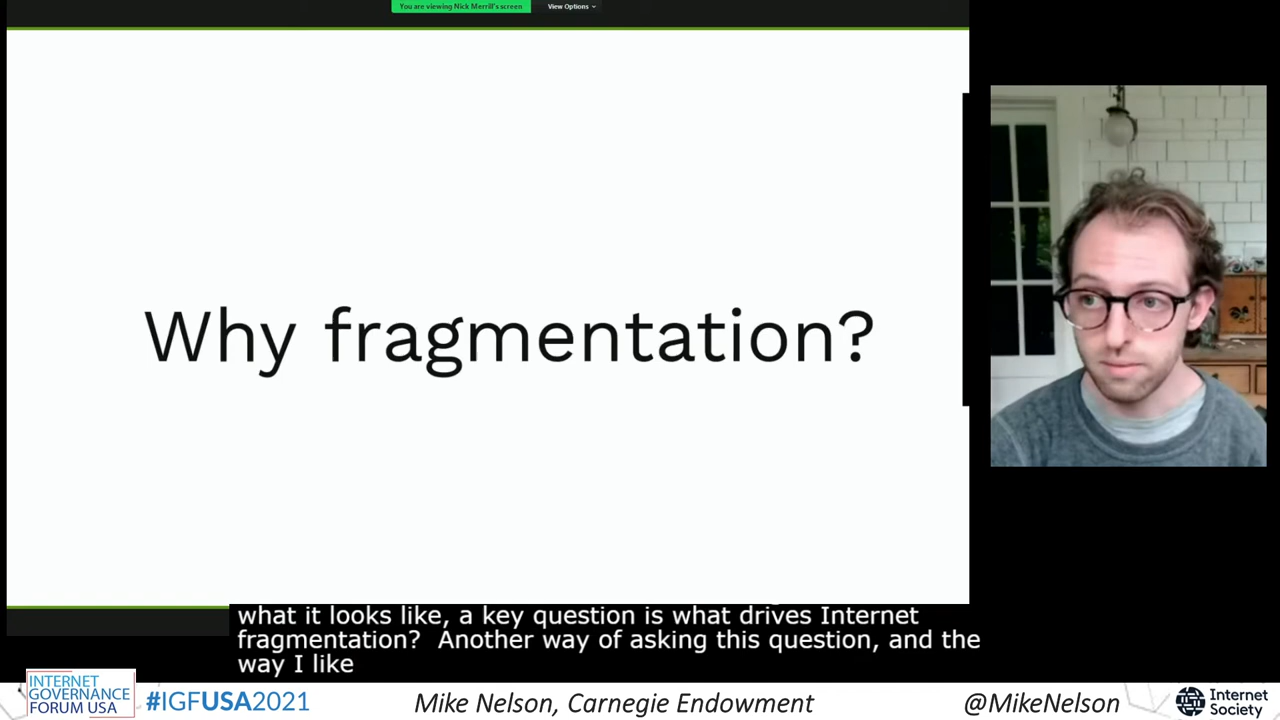 You are viewing Nick Merrill's screen
View Options
Why fragmentation?
what it looks like, a key question is what drives Internet
fragmentation?  Another way of asking this question, and the
way I like
INTERNET
GOVERNANCE
FORUM USA
#IGFUSA2021
Mike Nelson, Carnegie Endowment
@MikeNelson
Internet
Society